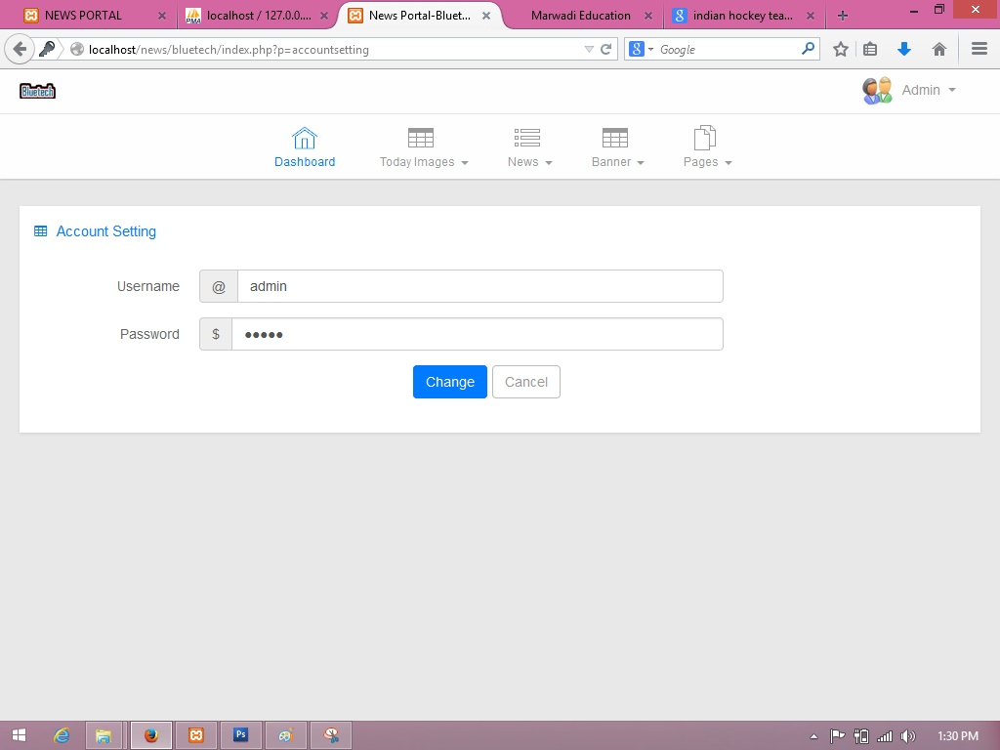 NEWS PORTAL
localhost / 127.0.0....
News Portal-Bluet...
Marwadi Education
indian hockey tea...
localhost/news/bluetech/index.php?p=accountsetting
Google
Bluetech
Admin
Dashboard
Today Images
News
Banner
Pages
Account Setting
Username
@
admin
Password
$
●●●●●
Change
Cancel
Ps
1:30 PM